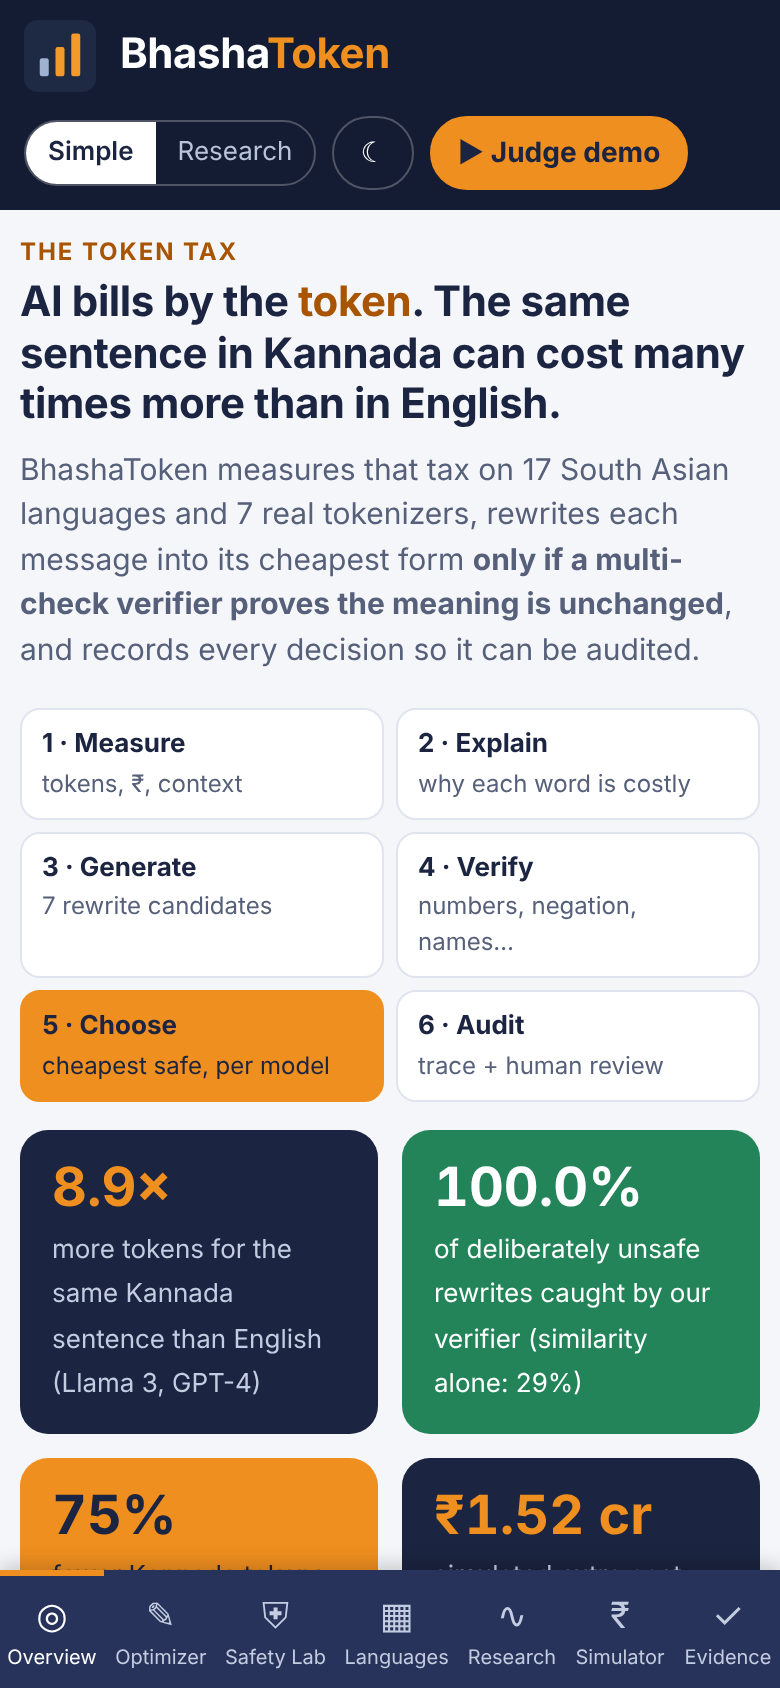 BhashaToken
Simple
Research
Judge demo
THE TOKEN TAX
AI bills by the token. The same
sentence in Kannada can cost many
times more than in English.
BhashaToken measures that tax on 17 South Asian
languages and 7 real tokenizers, rewrites each
message into its cheapest form only if a multi-
check verifier proves the meaning is unchanged,
and records every decision so it can be audited.
1 · Measure
tokens, ₹, context
2 · Explain
why each word is costly
3 · Generate
7 rewrite candidates
4 · Verify
numbers, negation,
names...
5 · Choose
cheapest safe, per model
6 · Audit
trace + human review
8.9×
more tokens for the
same Kannada
sentence than English
(Llama 3, GPT-4)
100.0%
of deliberately unsafe
rewrites caught by our
verifier (similarity
alone: 29%)
75%
₹1.52 cr
₹
Overview
Optimizer
Safety Lab
Languages
Research
Simulator
Evidence